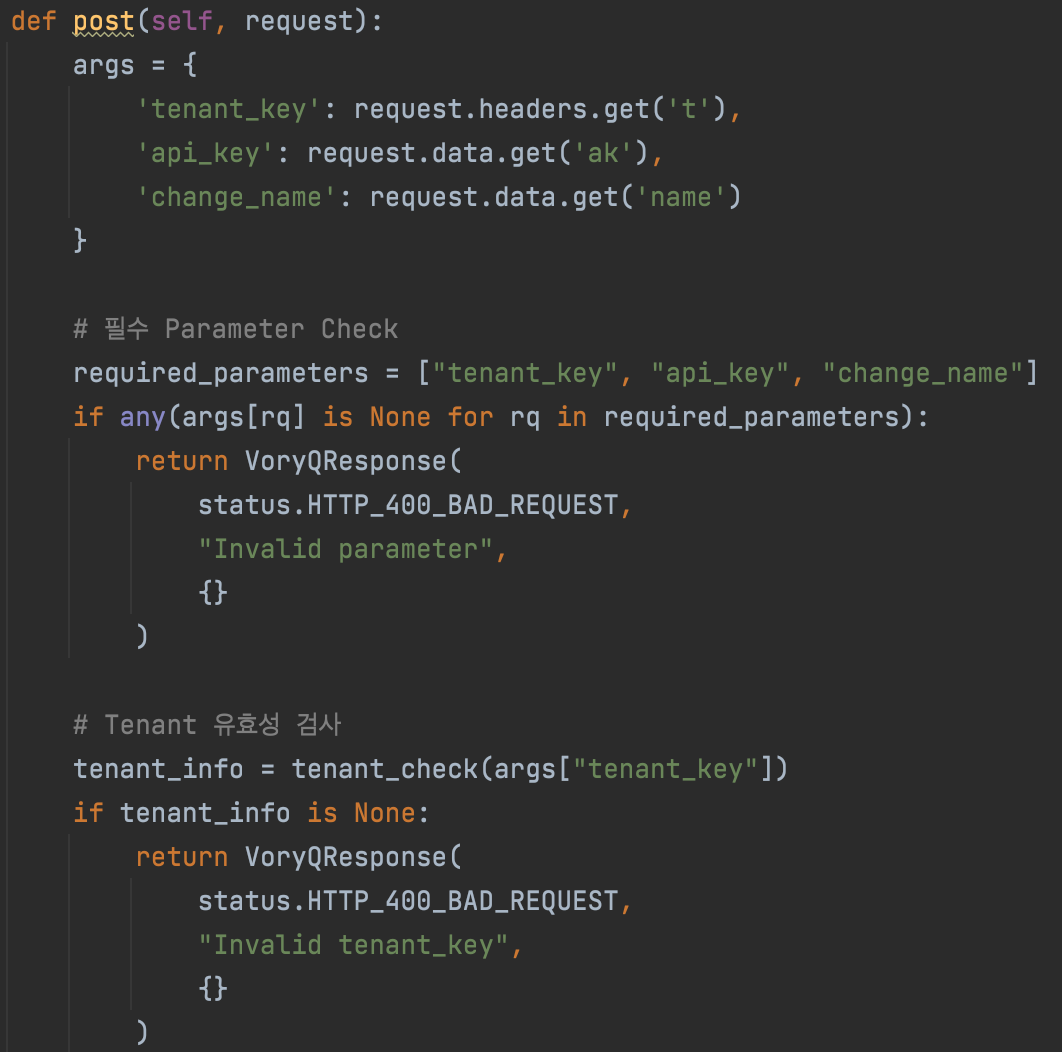 def post(self, request):
    args = {
        'tenant_key': request.headers.get('t'),
        'api_key': request.data.get('ak'),
        'change_name': request.data.get('name')
    }
    # 필수 Parameter Check
    required_parameters = ["tenant_key", "api_key", "change_name"]
    if any(args[rq] is None for rq in required_parameters):
        return VoryQResponse(
            status.HTTP_400_BAD_REQUEST,
            "Invalid parameter",
            {}
        )
    # Tenant 유효성 검사
    tenant_info = tenant_check(args["tenant_key"])
    if tenant_info is None:
        return VoryQResponse(
            status.HTTP_400_BAD_REQUEST,
            "Invalid tenant_key",
            {}
        )